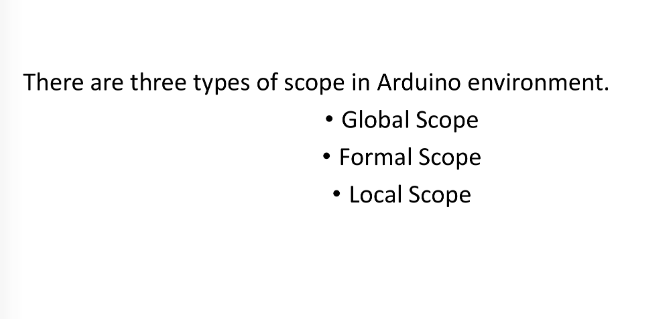 There are three types of scope in Arduino environment.
• Global Scope
• Formal Scope
• Local Scope